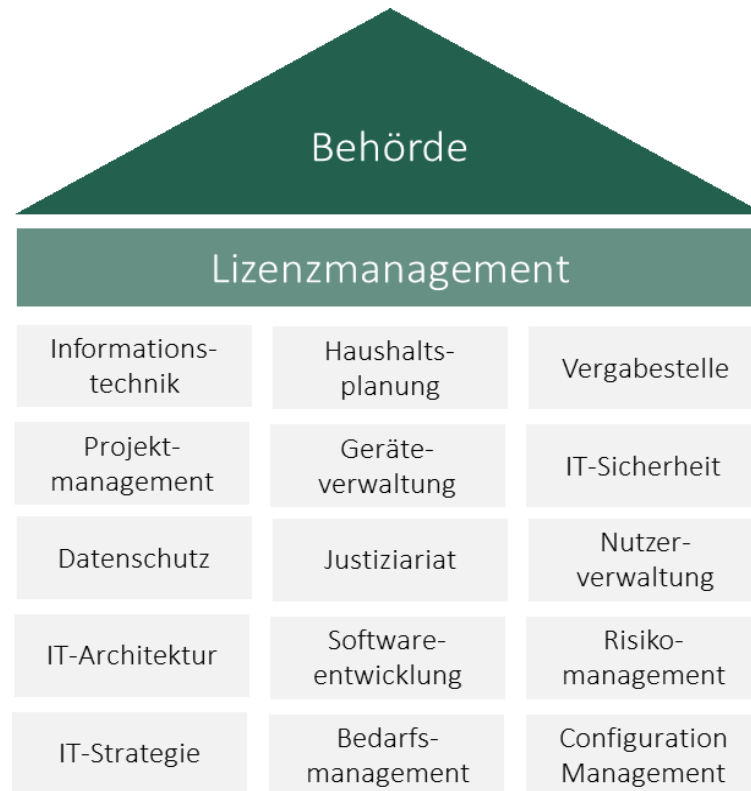 Behörde
Lizenzmanagement
Informations-
technik
Haushalts-
planung
Vergabestelle
Projekt-
management
Geräte-
verwaltung
IT-Sicherheit
Datenschutz
Justiziariat
Nutzer-
verwaltung
IT-Architektur
Software-
entwicklung
Risiko-
management
IT-Strategie
Bedarfs-
management
Configuration
Management